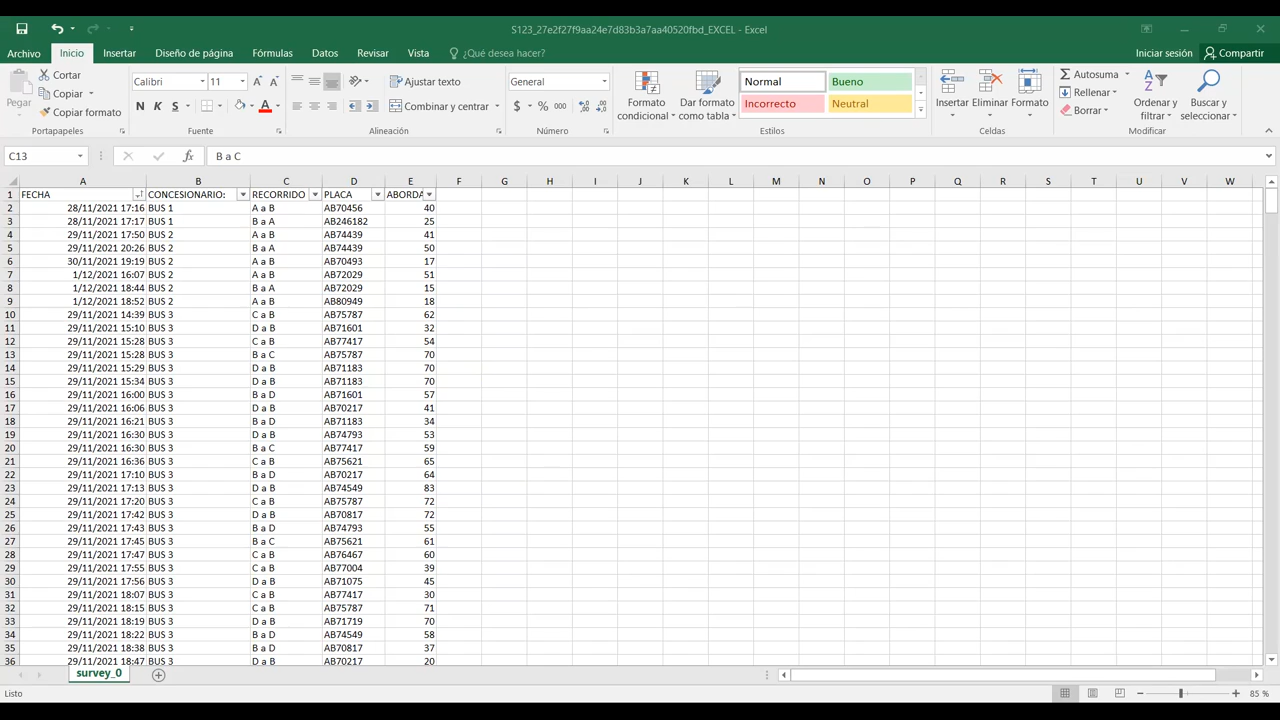 S123_27e2f27f9aa24e7d83b3a7aa40520fbd_EXCEL - Excel
Archivo Inicio Insertar Diseño de página Fórmulas Datos Revisar Vista ¿Qué desea hacer? Iniciar sesión Compartir
Pegar Cortar Copiar Copiar formato
Calibri 11 N K S A
Ajustar texto
Combinar y centrar
General
$ % 000
Formato condicional
Dar formato como tabla
Normal Bueno
Incorrecto Neutral
Insertar Eliminar Formato
Autosuma
Rellenar
Borrar
Ordenar y filtrar
Buscar y seleccionar
Portapapeles Fuente Alineación Número Estilos Celdas Modificar
C13 fx B a C
A B C D E F G H I J K L M N O P Q R S T U V W
1 FECHA CONCESIONARIO: RECORRIDO PLACA ABORDA
2 28/11/2021 17:16 BUS 1 A a B AB70456 40
3 28/11/2021 17:17 BUS 1 B a A AB246182 25
4 29/11/2021 17:50 BUS 2 A a B AB74439 41
5 29/11/2021 20:26 BUS 2 B a A AB74439 50
6 30/11/2021 19:19 BUS 2 A a B AB70493 17
7 1/12/2021 16:07 BUS 2 A a B AB72029 51
8 1/12/2021 18:44 BUS 2 B a A AB72029 15
9 1/12/2021 18:52 BUS 2 A a B AB80949 18
10 29/11/2021 14:39 BUS 3 C a B AB75787 62
11 29/11/2021 15:10 BUS 3 D a B AB71601 32
12 29/11/2021 15:28 BUS 3 C a B AB77417 54
13 29/11/2021 15:28 BUS 3 B a C AB75787 70
14 29/11/2021 15:29 BUS 3 D a B AB71183 70
15 29/11/2021 15:34 BUS 3 D a B AB71183 70
16 29/11/2021 16:00 BUS 3 B a D AB71601 57
17 29/11/2021 16:06 BUS 3 D a B AB70217 41
18 29/11/2021 16:21 BUS 3 B a D AB71183 34
19 29/11/2021 16:30 BUS 3 D a B AB74793 53
20 29/11/2021 16:30 BUS 3 B a C AB77417 59
21 29/11/2021 16:36 BUS 3 C a B AB75621 65
22 29/11/2021 17:10 BUS 3 B a D AB70217 64
23 29/11/2021 17:13 BUS 3 D a B AB74549 83
24 29/11/2021 17:20 BUS 3 C a B AB75787 72
25 29/11/2021 17:42 BUS 3 D a B AB70817 72
26 29/11/2021 17:43 BUS 3 B a D AB74793 55
27 29/11/2021 17:45 BUS 3 B a C AB75621 61
28 29/11/2021 17:47 BUS 3 C a B AB76467 60
29 29/11/2021 17:55 BUS 3 C a B AB77004 39
30 29/11/2021 17:56 BUS 3 D a B AB71075 45
31 29/11/2021 18:07 BUS 3 C a B AB77417 30
32 29/11/2021 18:15 BUS 3 C a B AB75787 71
33 29/11/2021 18:19 BUS 3 D a B AB71719 70
34 29/11/2021 18:22 BUS 3 B a D AB74549 58
35 29/11/2021 18:38 BUS 3 B a D AB70817 37
36 29/11/2021 18:47 BUS 3 D a B AB70217 20
survey_0
Listo 85 %